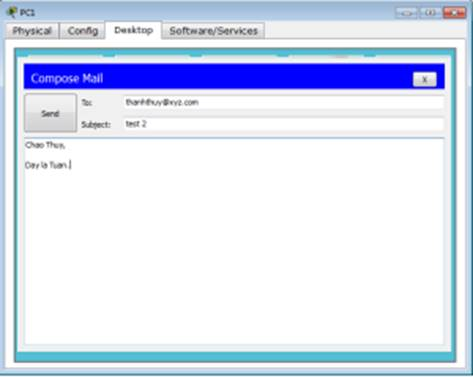 PC1
Physical Config Desktop Software/Services
Compose Mail X
Send
To: thanhthuy@xyz.com
Subject: test 2
Chao Thuy,
Day la Tuan.